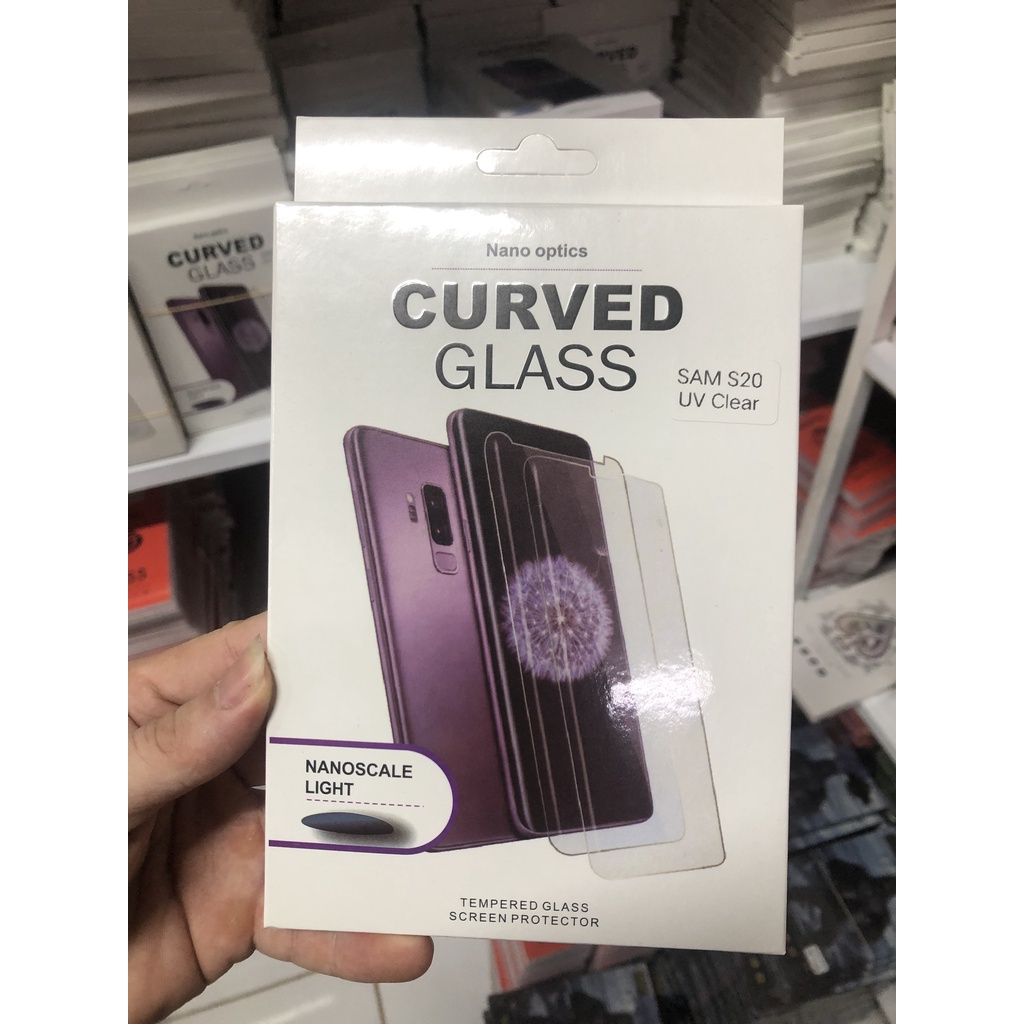 Nano optics
CURVED
GLASS
SAM S20
UV Clear
NANOSCALE
LIGHT
TEMPERED GLASS
SCREEN PROTECTOR
CURVED
GLASS